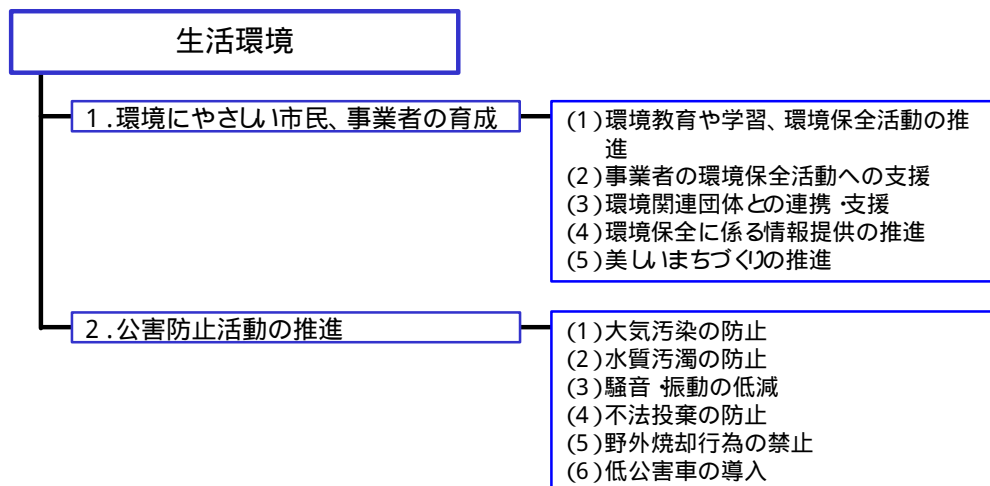 生活環境
1.環境にやさしい市民、事業者の育成
(1)環境教育や学習、環境保全活動の推
進
(2)事業者の環境保全活動への支援
(3)環境関連団体との連携・支援
(4)環境保全に係る情報提供の推進
(5)美しいまちづくりの推進
2.公害防止活動の推進
(1)大気汚染の防止
(2)水質汚濁の防止
(3)騒音・振動の低減
(4)不法投棄の防止
(5)野外焼却行為の禁止
(6)低公害車の導入